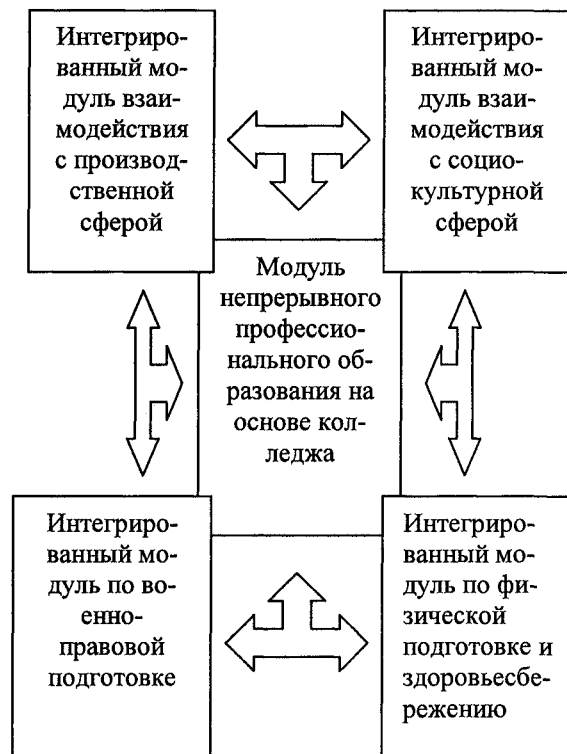 Интегриро-
ванный мо-
дуль взаи-
модействия
с производ-
ственной
сферой
Интегриро-
ванный мо-
дуль взаи-
модействия
с социо-
культурной
сферой
Модуль
непрерывного
профессио-
нального об-
разования на
основе кол-
леджа
Интегриро-
ванный мо-
дуль по во-
енно-
правовой
подготовке
Интегриро-
ванный мо-
дуль по фи-
зической
подготовке и
здоровьесбе-
режению